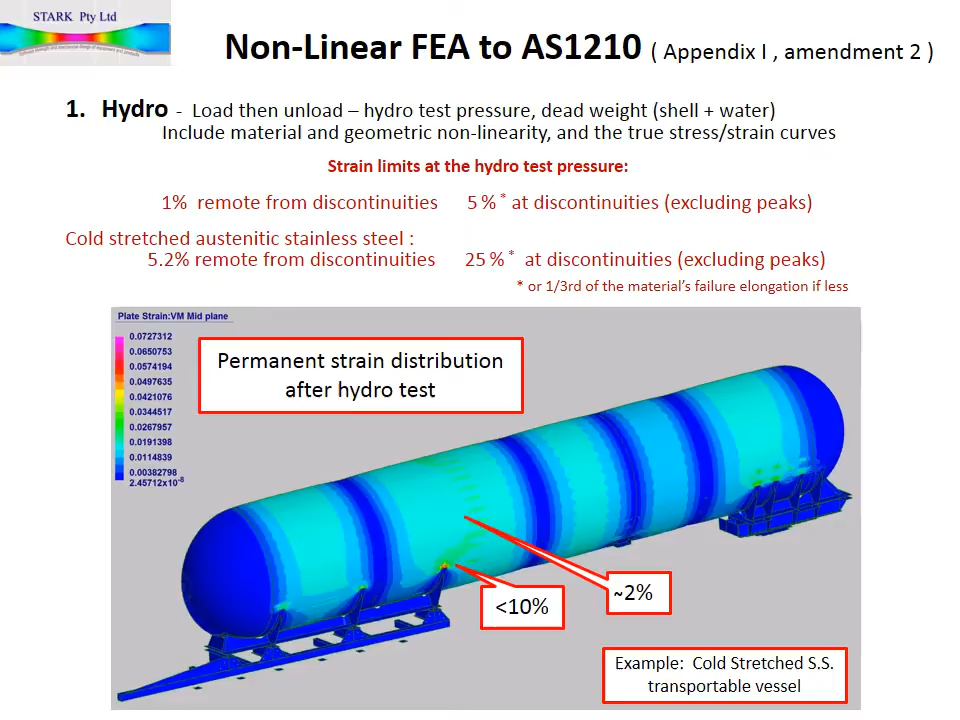 STARK Pty Ltd
Non-Linear FEA to AS1210 ( Appendix I , amendment 2 )
1. Hydro - Load then unload – hydro test pressure, dead weight (shell + water)
Include material and geometric non-linearity, and the true stress/strain curves
Strain limits at the hydro test pressure:
1% remote from discontinuities 5 % * at discontinuities (excluding peaks)
Cold stretched austenitic stainless steel :
5.2% remote from discontinuities 25 % * at discontinuities (excluding peaks)
* or 1/3rd of the material's failure elongation if less
Plate Strain:VM Mid plane
0.0727312
0.0650753
0.0574194
0.0497635
0.0421076
0.0344517
0.0267957
0.0191398
0.0114839
0.00382798
2.45712x10-8
Permanent strain distribution
after hydro test
<10%
~2%
Example: Cold Stretched S.S.
transportable vessel